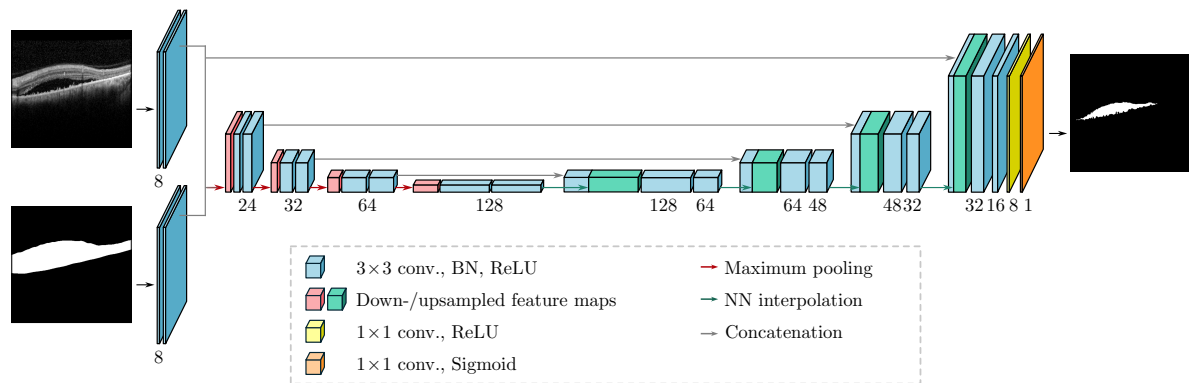 8
24
32
64
128
128 64
64 48
48 32
32 16 8 1
8
3×3 conv., BN, ReLU
Down-/upsampled feature maps
1×1 conv., ReLU
1×1 conv., Sigmoid
Maximum pooling
NN interpolation
Concatenation